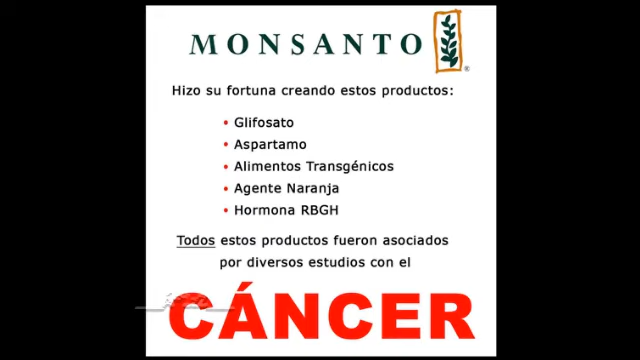 MONSANTO ®
Hizo su fortuna creando estos productos:
• Glifosato
• Aspartamo
• Alimentos Transgénicos
• Agente Naranja
• Hormona RBGH
Todos estos productos fueron asociados
por diversos estudios con el
CÁNCER